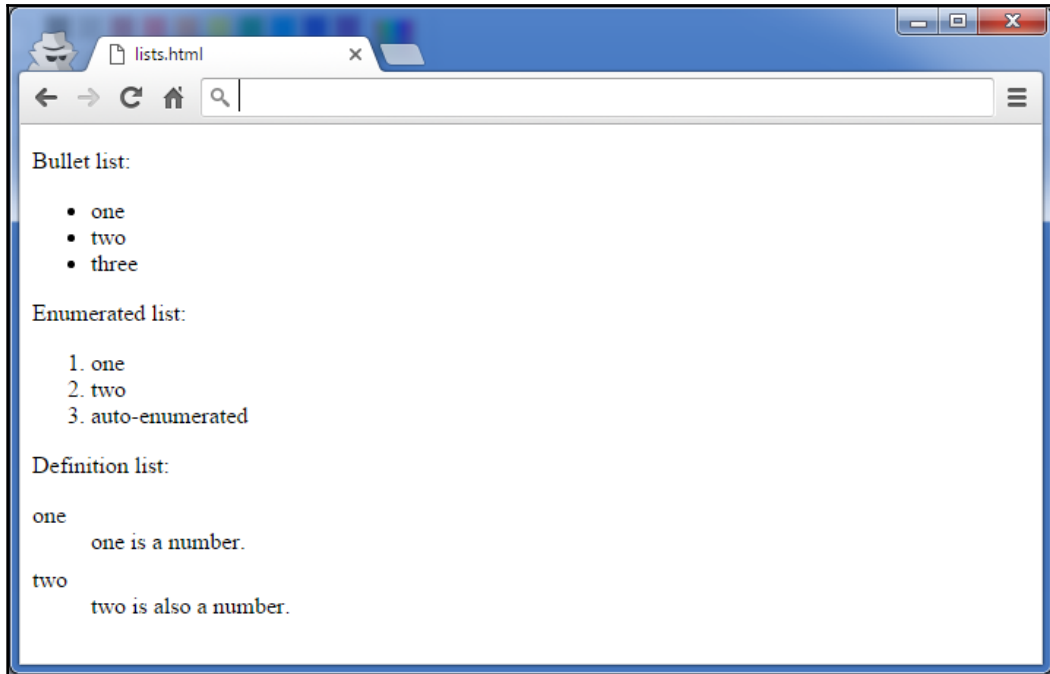 lists.html
Bullet list:
• one
• two
• three
Enumerated list:
1. one
2. two
3. auto-enumerated
Definition list:
one
one is a number.
two
two is also a number.